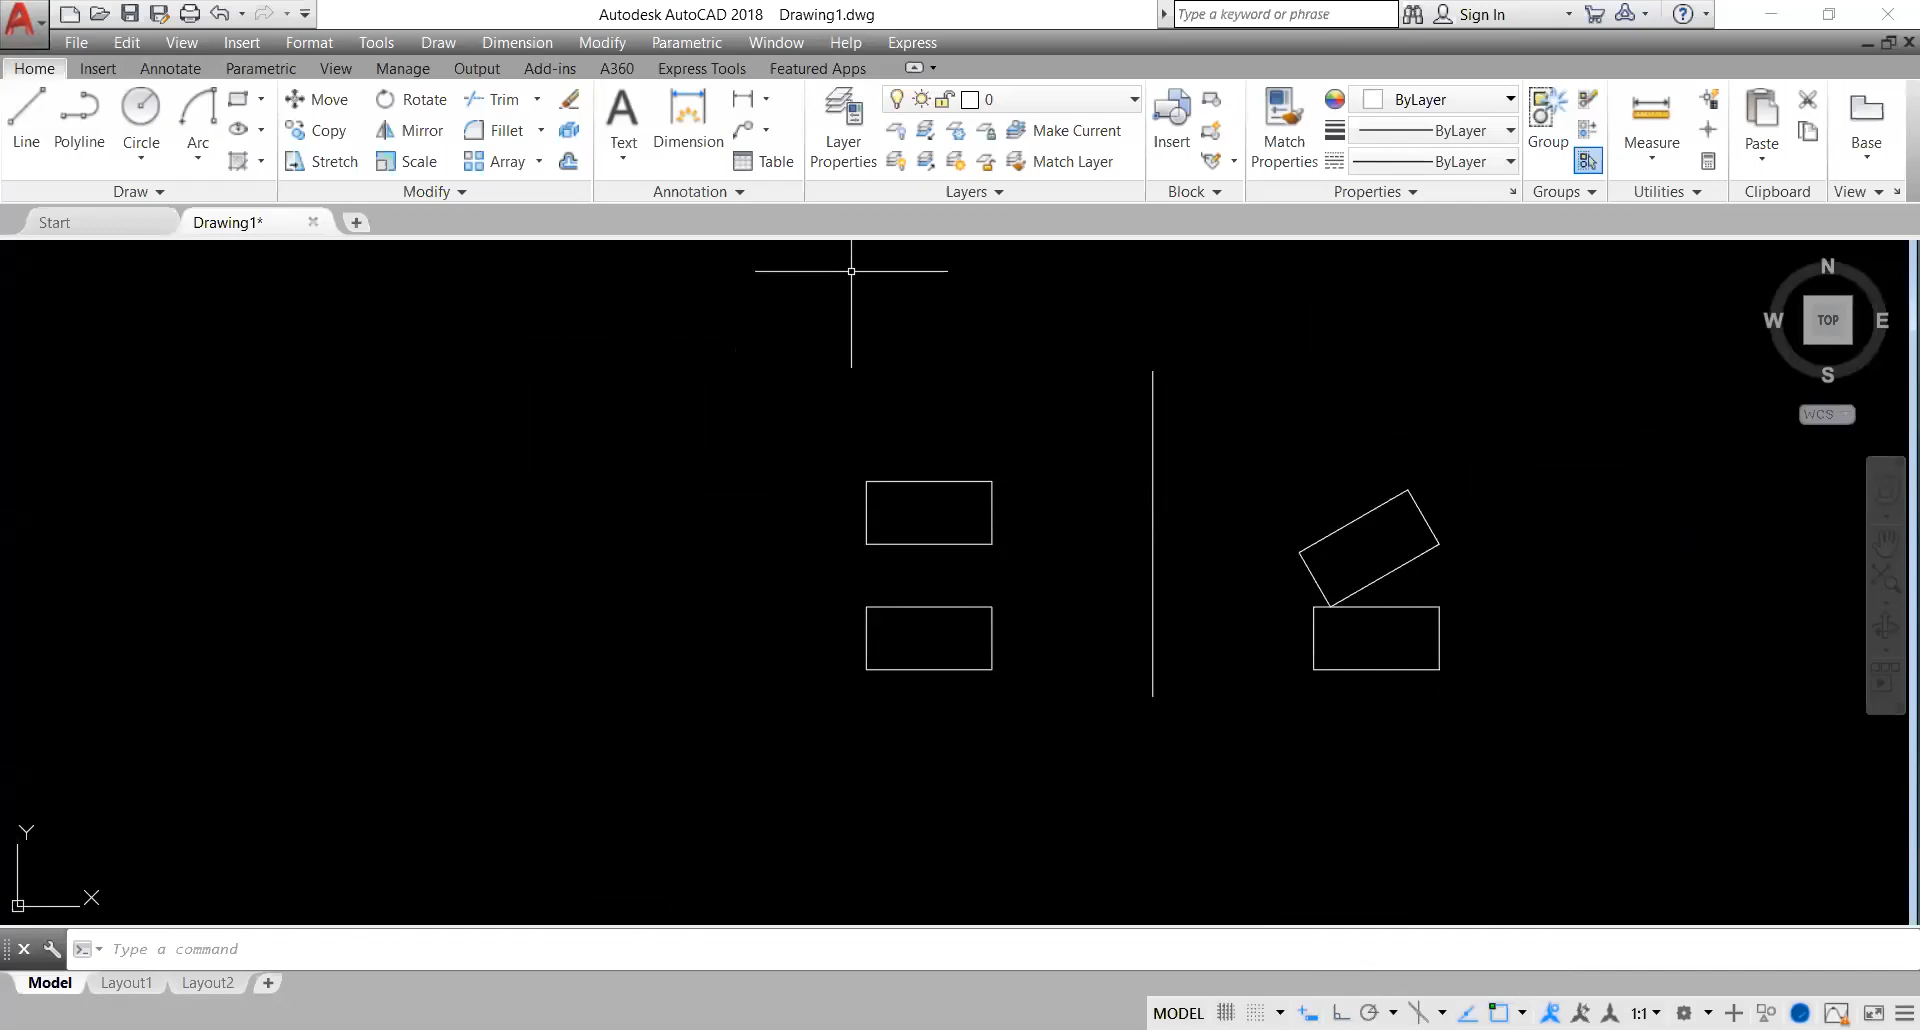 Autodesk AutoCAD 2018 Drawing1.dwg Type a keyword or phrase Sign In
File Edit View Insert Format Tools Draw Dimension Modify Parametric Window Help Express
Home Insert Annotate Parametric View Manage Output Add-ins A360 Express Tools Featured Apps
Line Polyline Circle Arc
Move Rotate Trim
Copy Mirror Fillet
Stretch Scale Array
Text Dimension Table
Layer Properties
0
Make Current
Match Layer
Insert
Match Properties
ByLayer
ByLayer
ByLayer
Group
Measure
Paste
Base
Draw Modify Annotation Layers Block Properties Groups Utilities Clipboard View
Start Drawing1*
N
W TOP E
S
WCS
Y
X
Type a command
Model Layout1 Layout2
MODEL 1:1